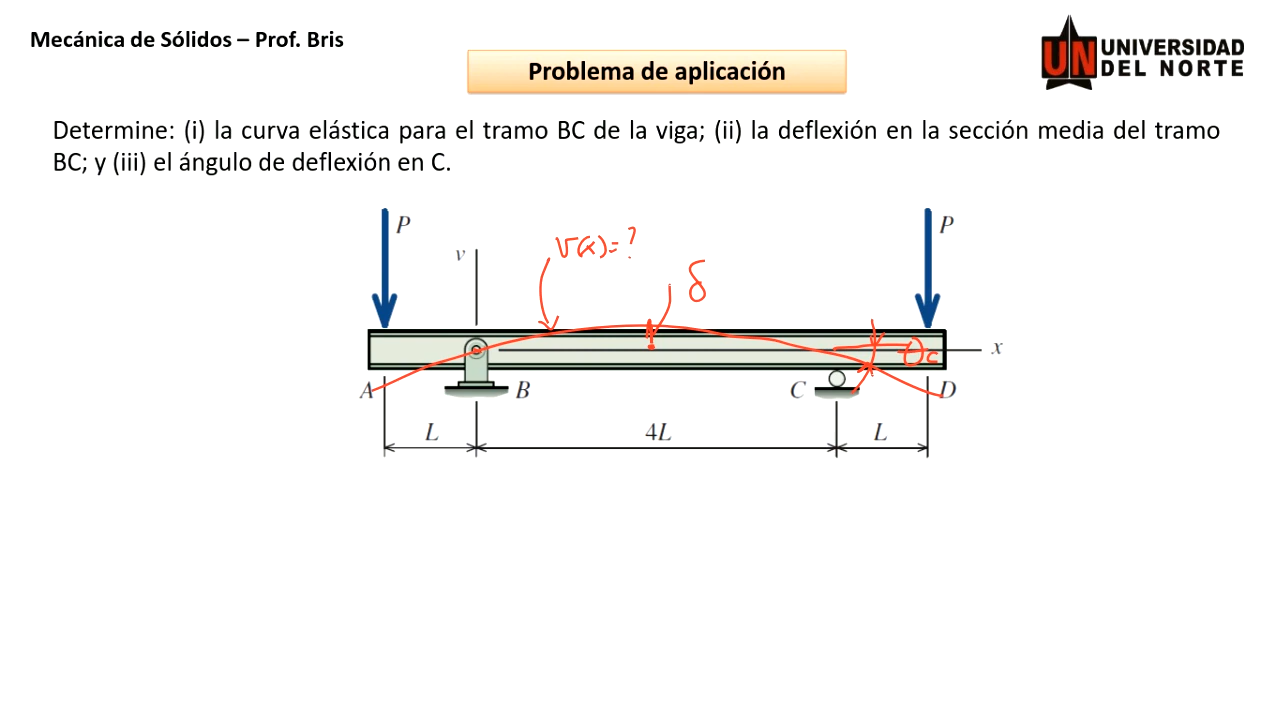 Mecánica de Sólidos – Prof. Bris
UNIVERSIDAD
DEL NORTE
UN
Problema de aplicación
Determine: (i) la curva elástica para el tramo BC de la viga; (ii) la deflexión en la sección media del tramo
BC; y (iii) el ángulo de deflexión en C.
P
P
v
v(x)=?
δ
x
θc
A
B
C
D
L
4L
L